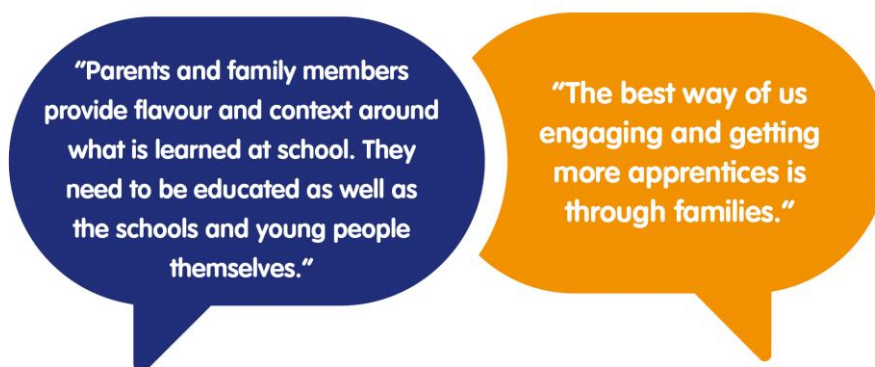 "Parents and family members
provide flavour and context around
what is learned at school. They
need to be educated as well as
the schools and young people
themselves."
"The best way of us
engaging and getting
more apprentices is
through families."